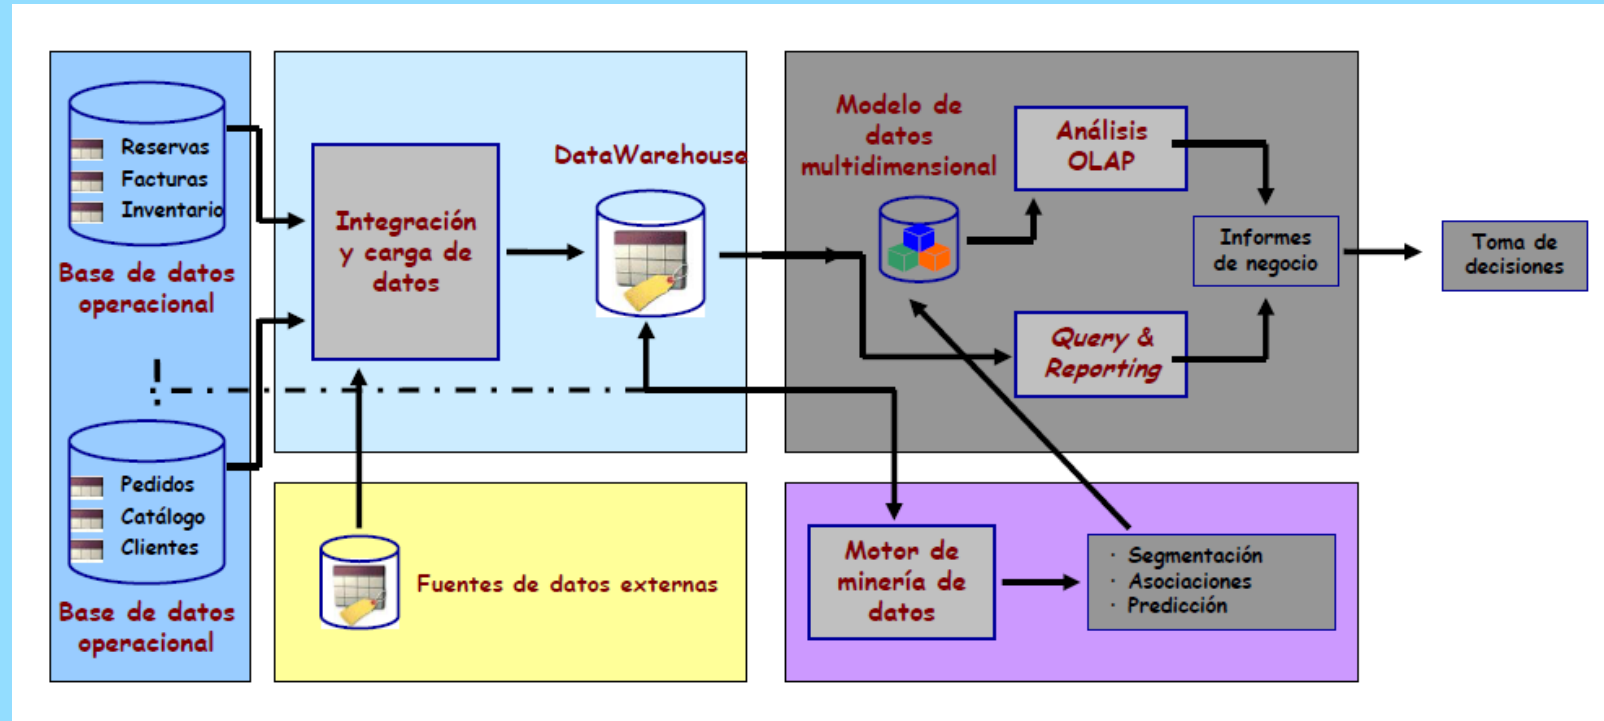 Reservas
Facturas
Inventario
Base de datos
operacional
Pedidos
Catálogo
Clientes
Base de datos
operacional
Integración
y carga de
datos
DataWarehouse
Fuentes de datos externas
Modelo de
datos
multidimensional
Análisis
OLAP
Query &
Reporting
Informes
de negocio
Toma de
decisiones
Motor de
minería de
datos
· Segmentación
· Asociaciones
· Predicción